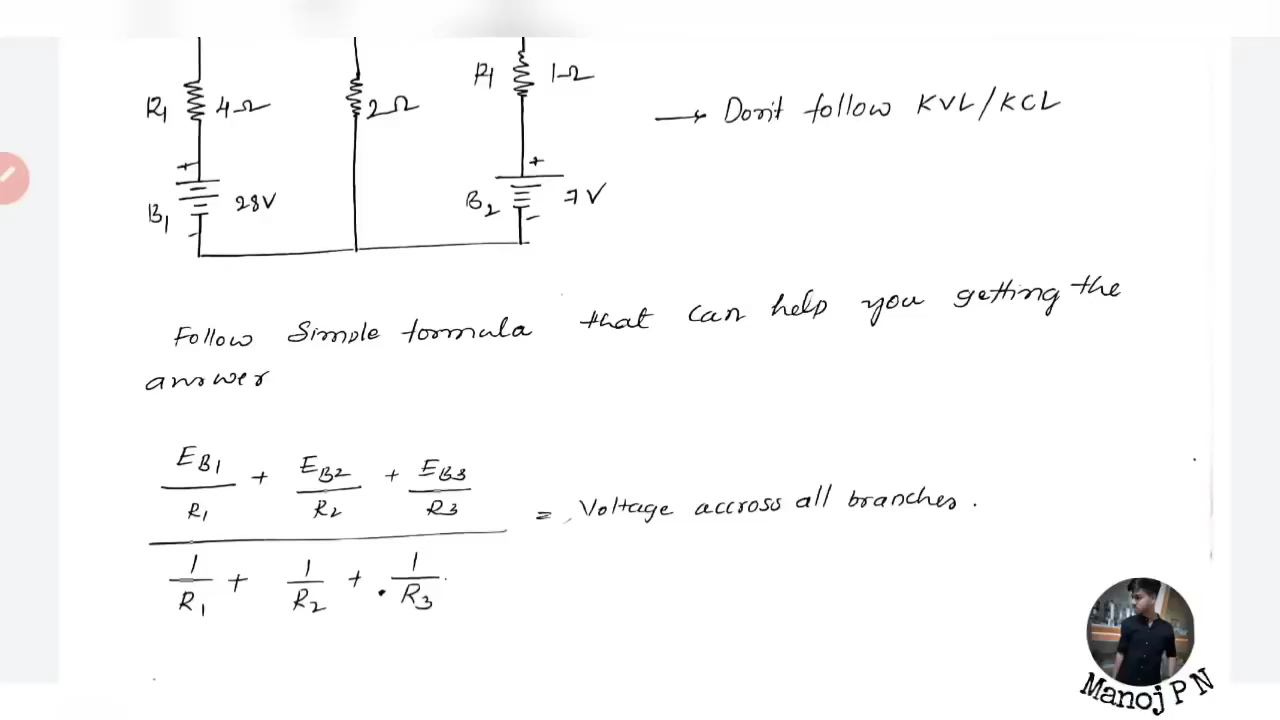 R1 4Ω 2Ω R1 1Ω
→ Don't follow KVL/KCL
B1 28V B2 7V
+ - + -
Follow Simple formula that can help you getting the
answer
EB1/R1 + EB2/R2 + EB3/R3
= Voltage accross all branches.
1/R1 + 1/R2 + 1/R3
Manoj P N